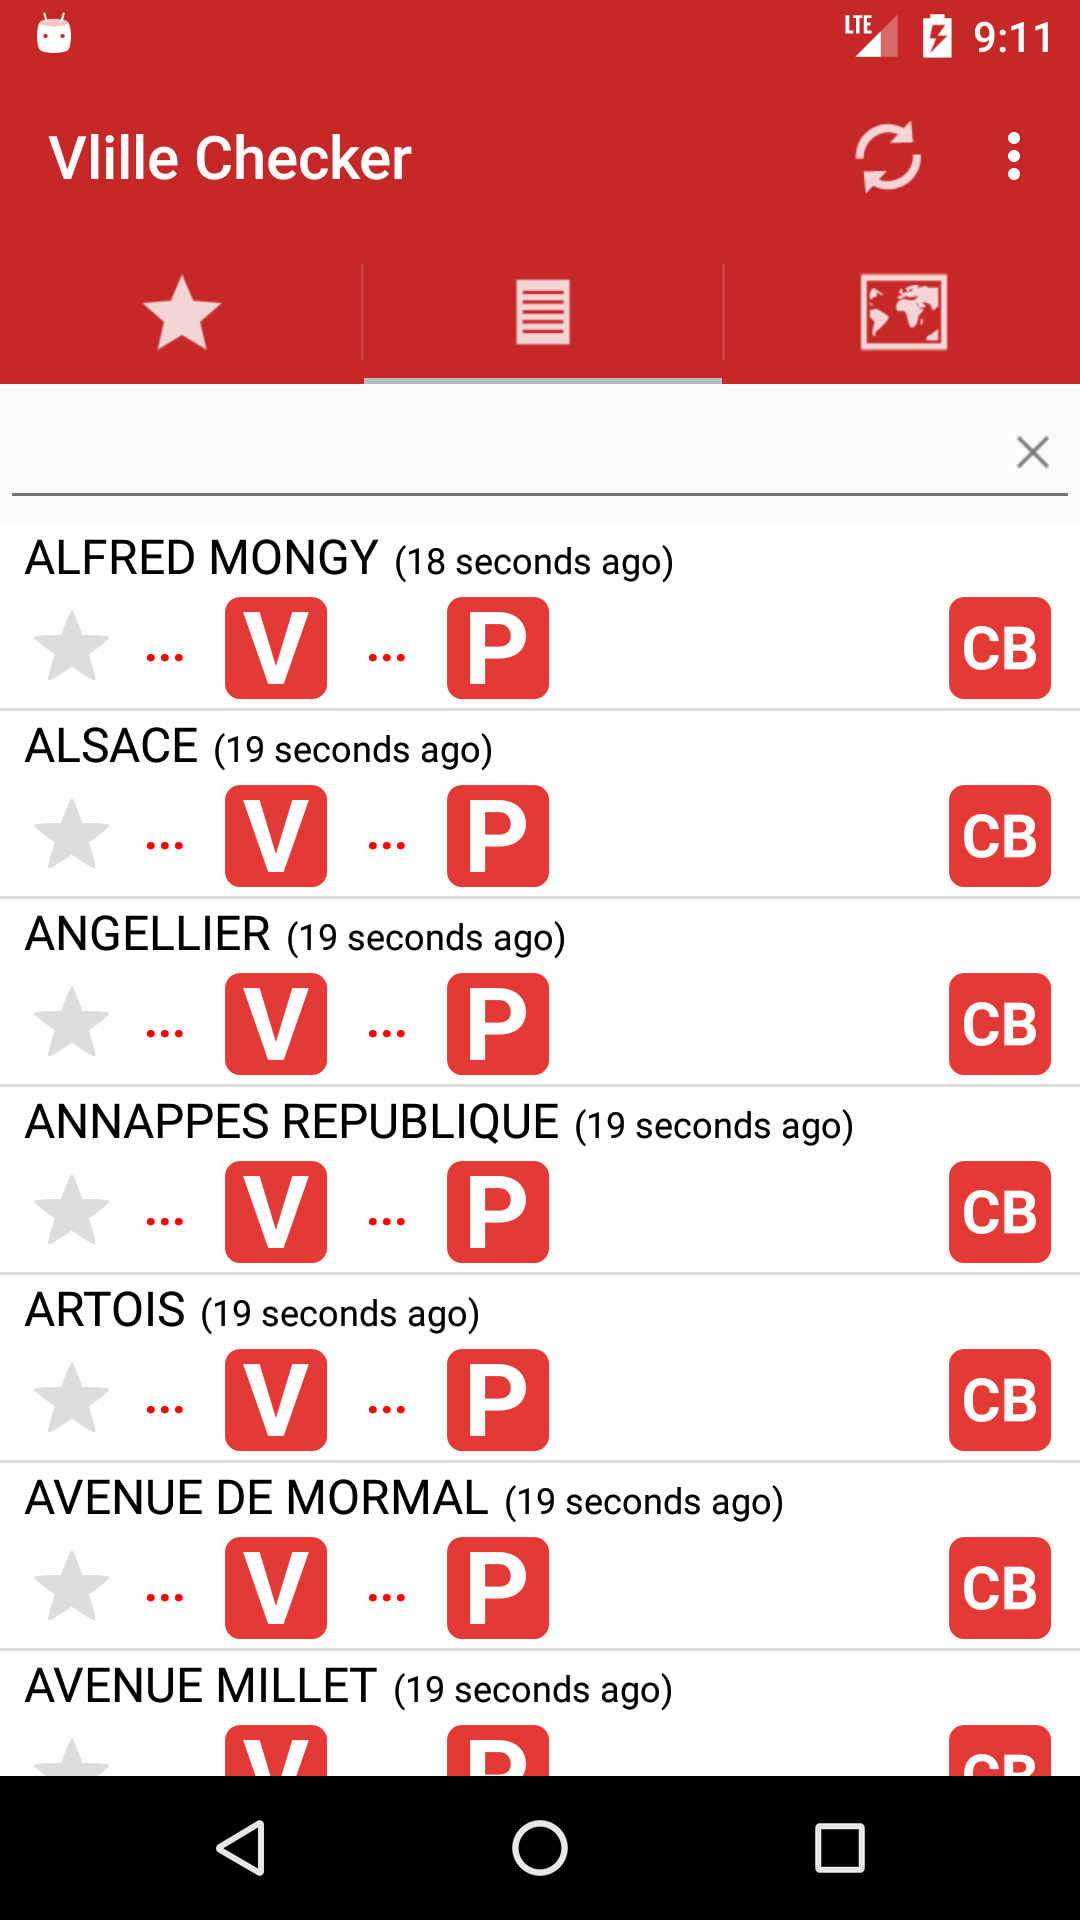 LTE 9:11
Vlille Checker
ALFRED MONGY (18 seconds ago)
... V ... P CB
ALSACE (19 seconds ago)
... V ... P CB
ANGELLIER (19 seconds ago)
... V ... P CB
ANNAPPES REPUBLIQUE (19 seconds ago)
... V ... P CB
ARTOIS (19 seconds ago)
... V ... P CB
AVENUE DE MORMAL (19 seconds ago)
... V ... P CB
AVENUE MILLET (19 seconds ago)
V P CB